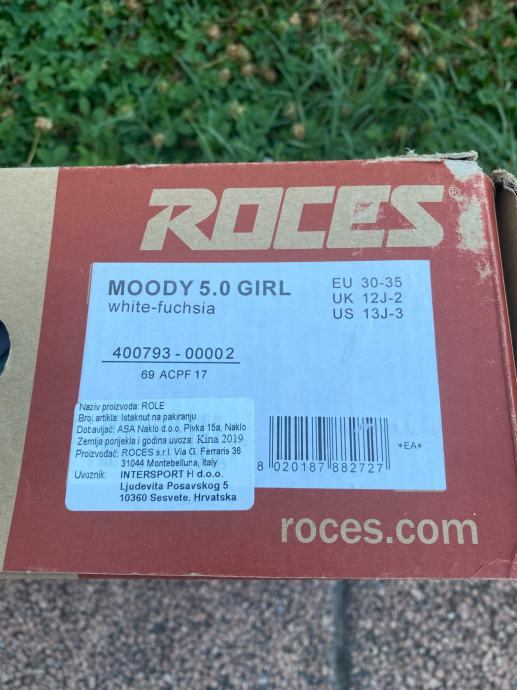 ROCES®
MOODY 5.0 GIRL
white-fuchsia
EU 30-35
UK 12J-2
US 13J-3
400793-00002
69 ACPF 17
Naziv proizvoda: ROLE
Broj artikla: Istaknut na pakiranju
Dobavljač: ASA Naklo d.o.o, Pivka 15a, Naklo
Zemlja porijekla i godina uvoza: Kina 2019
Proizvođač: ROCES s.r.l. Via G. Ferraris 36
31044 Montebelluna, Italy
Uvoznik: INTERSPORT H d.o.o.
Ljudevita Posavskog 5
10360 Sesvete, Hrvatska
8 020187 882727
*EA*
roces.com